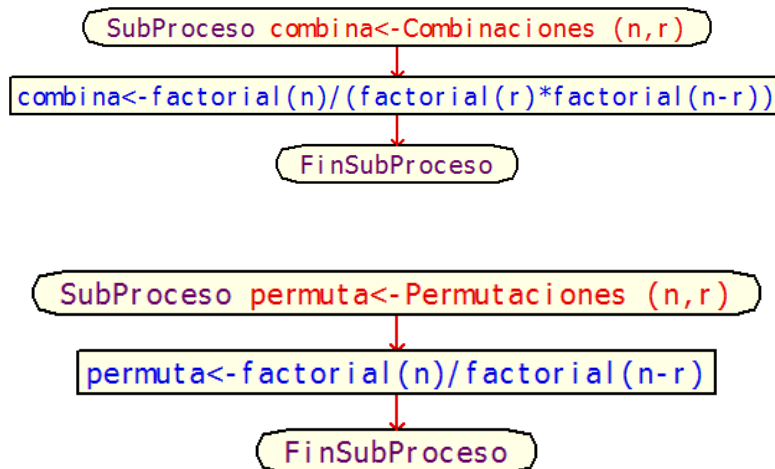 SubProceso combina<-Combinaciones (n,r)
combina<-factorial(n)/(factorial(r)*factorial(n-r))
FinSubProceso
SubProceso permuta<-Permutaciones (n,r)
permuta<-factorial(n)/factorial(n-r)
FinSubProceso